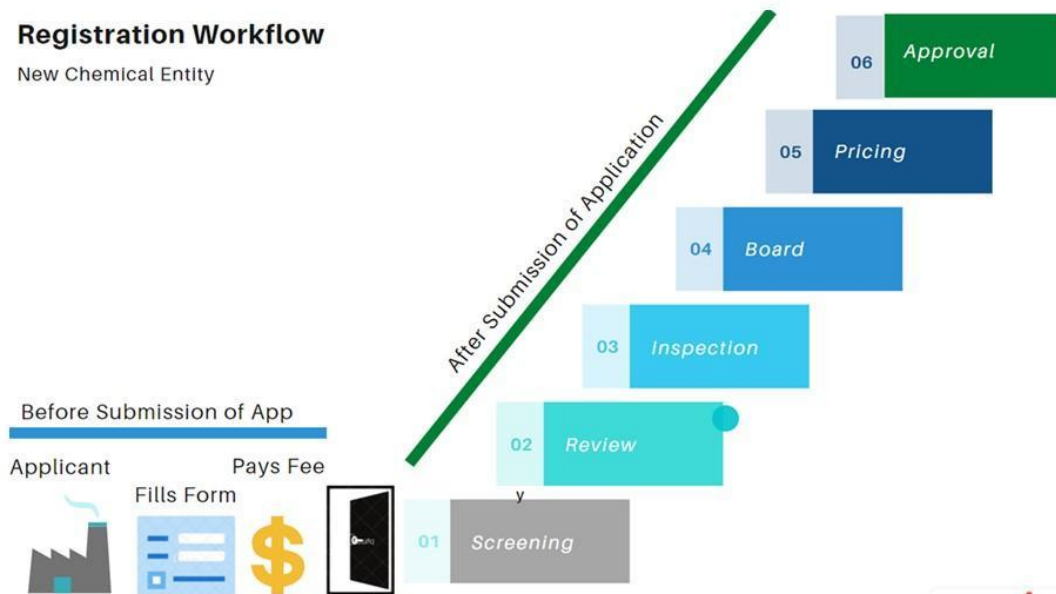 Registration Workflow
New Chemical Entity
06
Approval
05
Pricing
04
Board
After Submission of Application
03
Inspection
02
Review
y
01
Screening
Before Submission of App
Applicant
Pays Fee
Fills Form
$